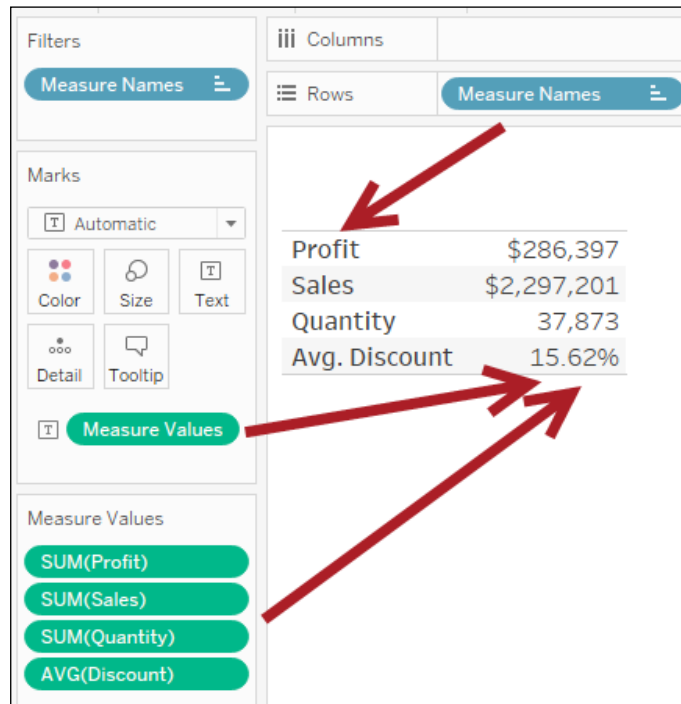 Filters
Measure Names
Columns
Rows
Measure Names
Marks
T Automatic
Color
Size
T
Text
Detail
Tooltip
T Measure Values
Measure Values
SUM(Profit)
SUM(Sales)
SUM(Quantity)
AVG(Discount)
Profit $286,397
Sales $2,297,201
Quantity 37,873
Avg. Discount 15.62%